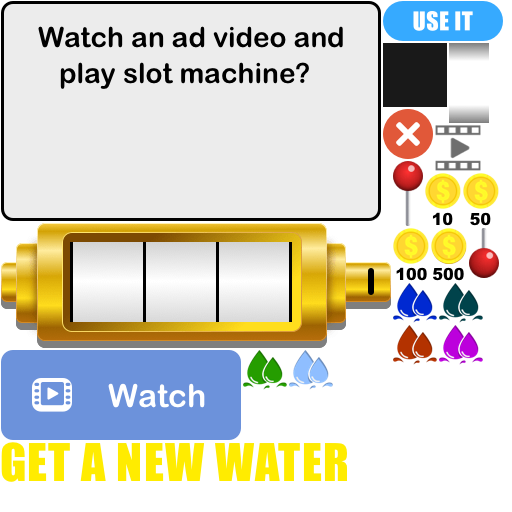 Watch an ad video and
play slot machine?
USE IT
10 50
100 500
Watch
GET A NEW WATER